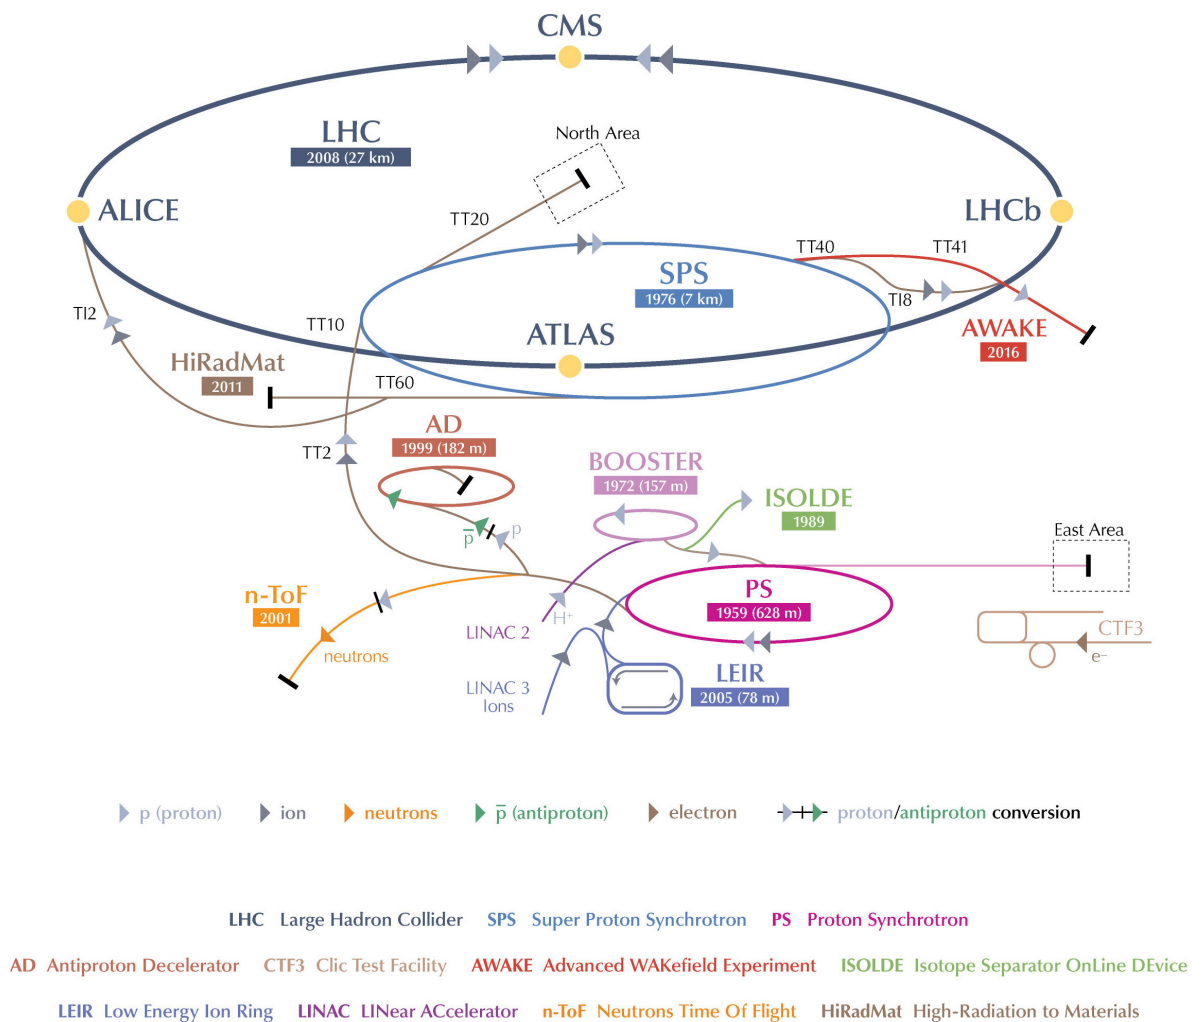 CMS
LHC
2008 (27 km)
North Area
ALICE
LHCb
TT20
TT40
TT41
SPS
1976 (7 km)
TI2
TI8
TT10
ATLAS
AWAKE
2016
HiRadMat
2011
TT60
AD
1999 (182 m)
TT2
BOOSTER
1972 (157 m)
ISOLDE
1989
p̅
p
East Area
n-ToF
2001
PS
1959 (628 m)
H⁺
LINAC 2
neutrons
CTF3
e⁻
LEIR
2005 (78 m)
LINAC 3
Ions
p (proton) ion neutrons p̅ (antiproton) electron proton/antiproton conversion
LHC Large Hadron Collider SPS Super Proton Synchrotron PS Proton Synchrotron
AD Antiproton Decelerator CTF3 Clic Test Facility AWAKE Advanced WAKefield Experiment ISOLDE Isotope Separator OnLine DEvice
LEIR Low Energy Ion Ring LINAC LINear ACcelerator n-ToF Neutrons Time Of Flight HiRadMat High-Radiation to Materials